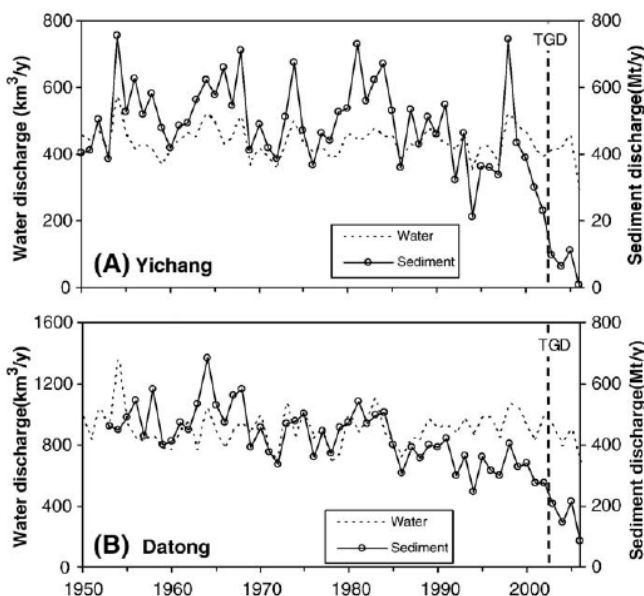 800 800
TGD
600 600
400 400
200 20
0 0
Water discharge (km³/y)
Sediment discharge(Mt/y)
Water
Sediment
(A) Yichang
1600 800
TGD
1200 600
800 400
400 200
0 0
Water discharge(km³/y)
Sediment discharge(Mt/y)
Water
Sediment
(B) Datong
1950 1960 1970 1980 1990 2000